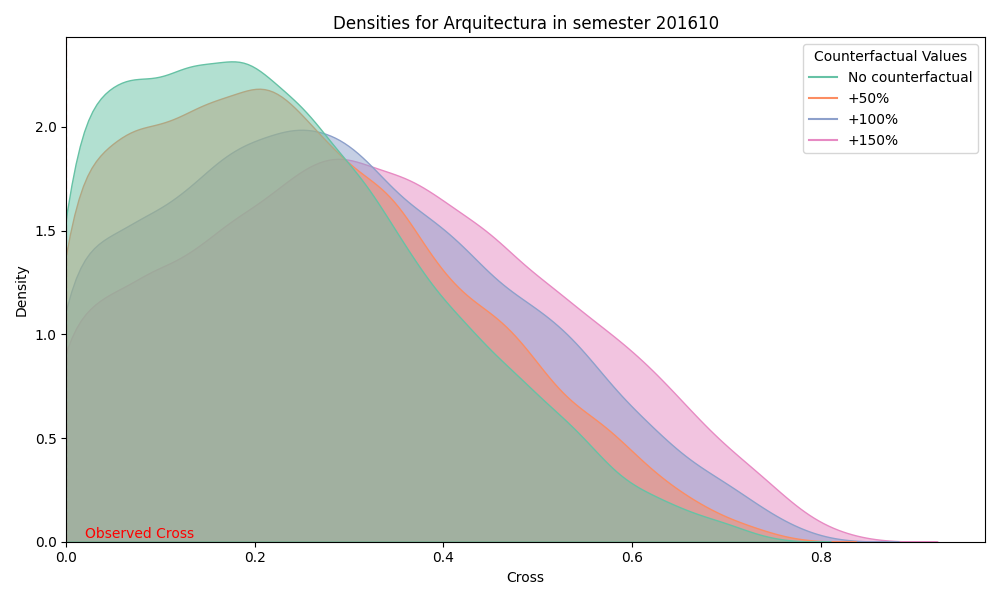 Densities for Arquitectura in semester 201610
Counterfactual Values
No counterfactual
+50%
+100%
+150%
Density
2.0
1.5
1.0
0.5
0.0
Observed Cross
0.0 0.2 0.4 0.6 0.8
Cross